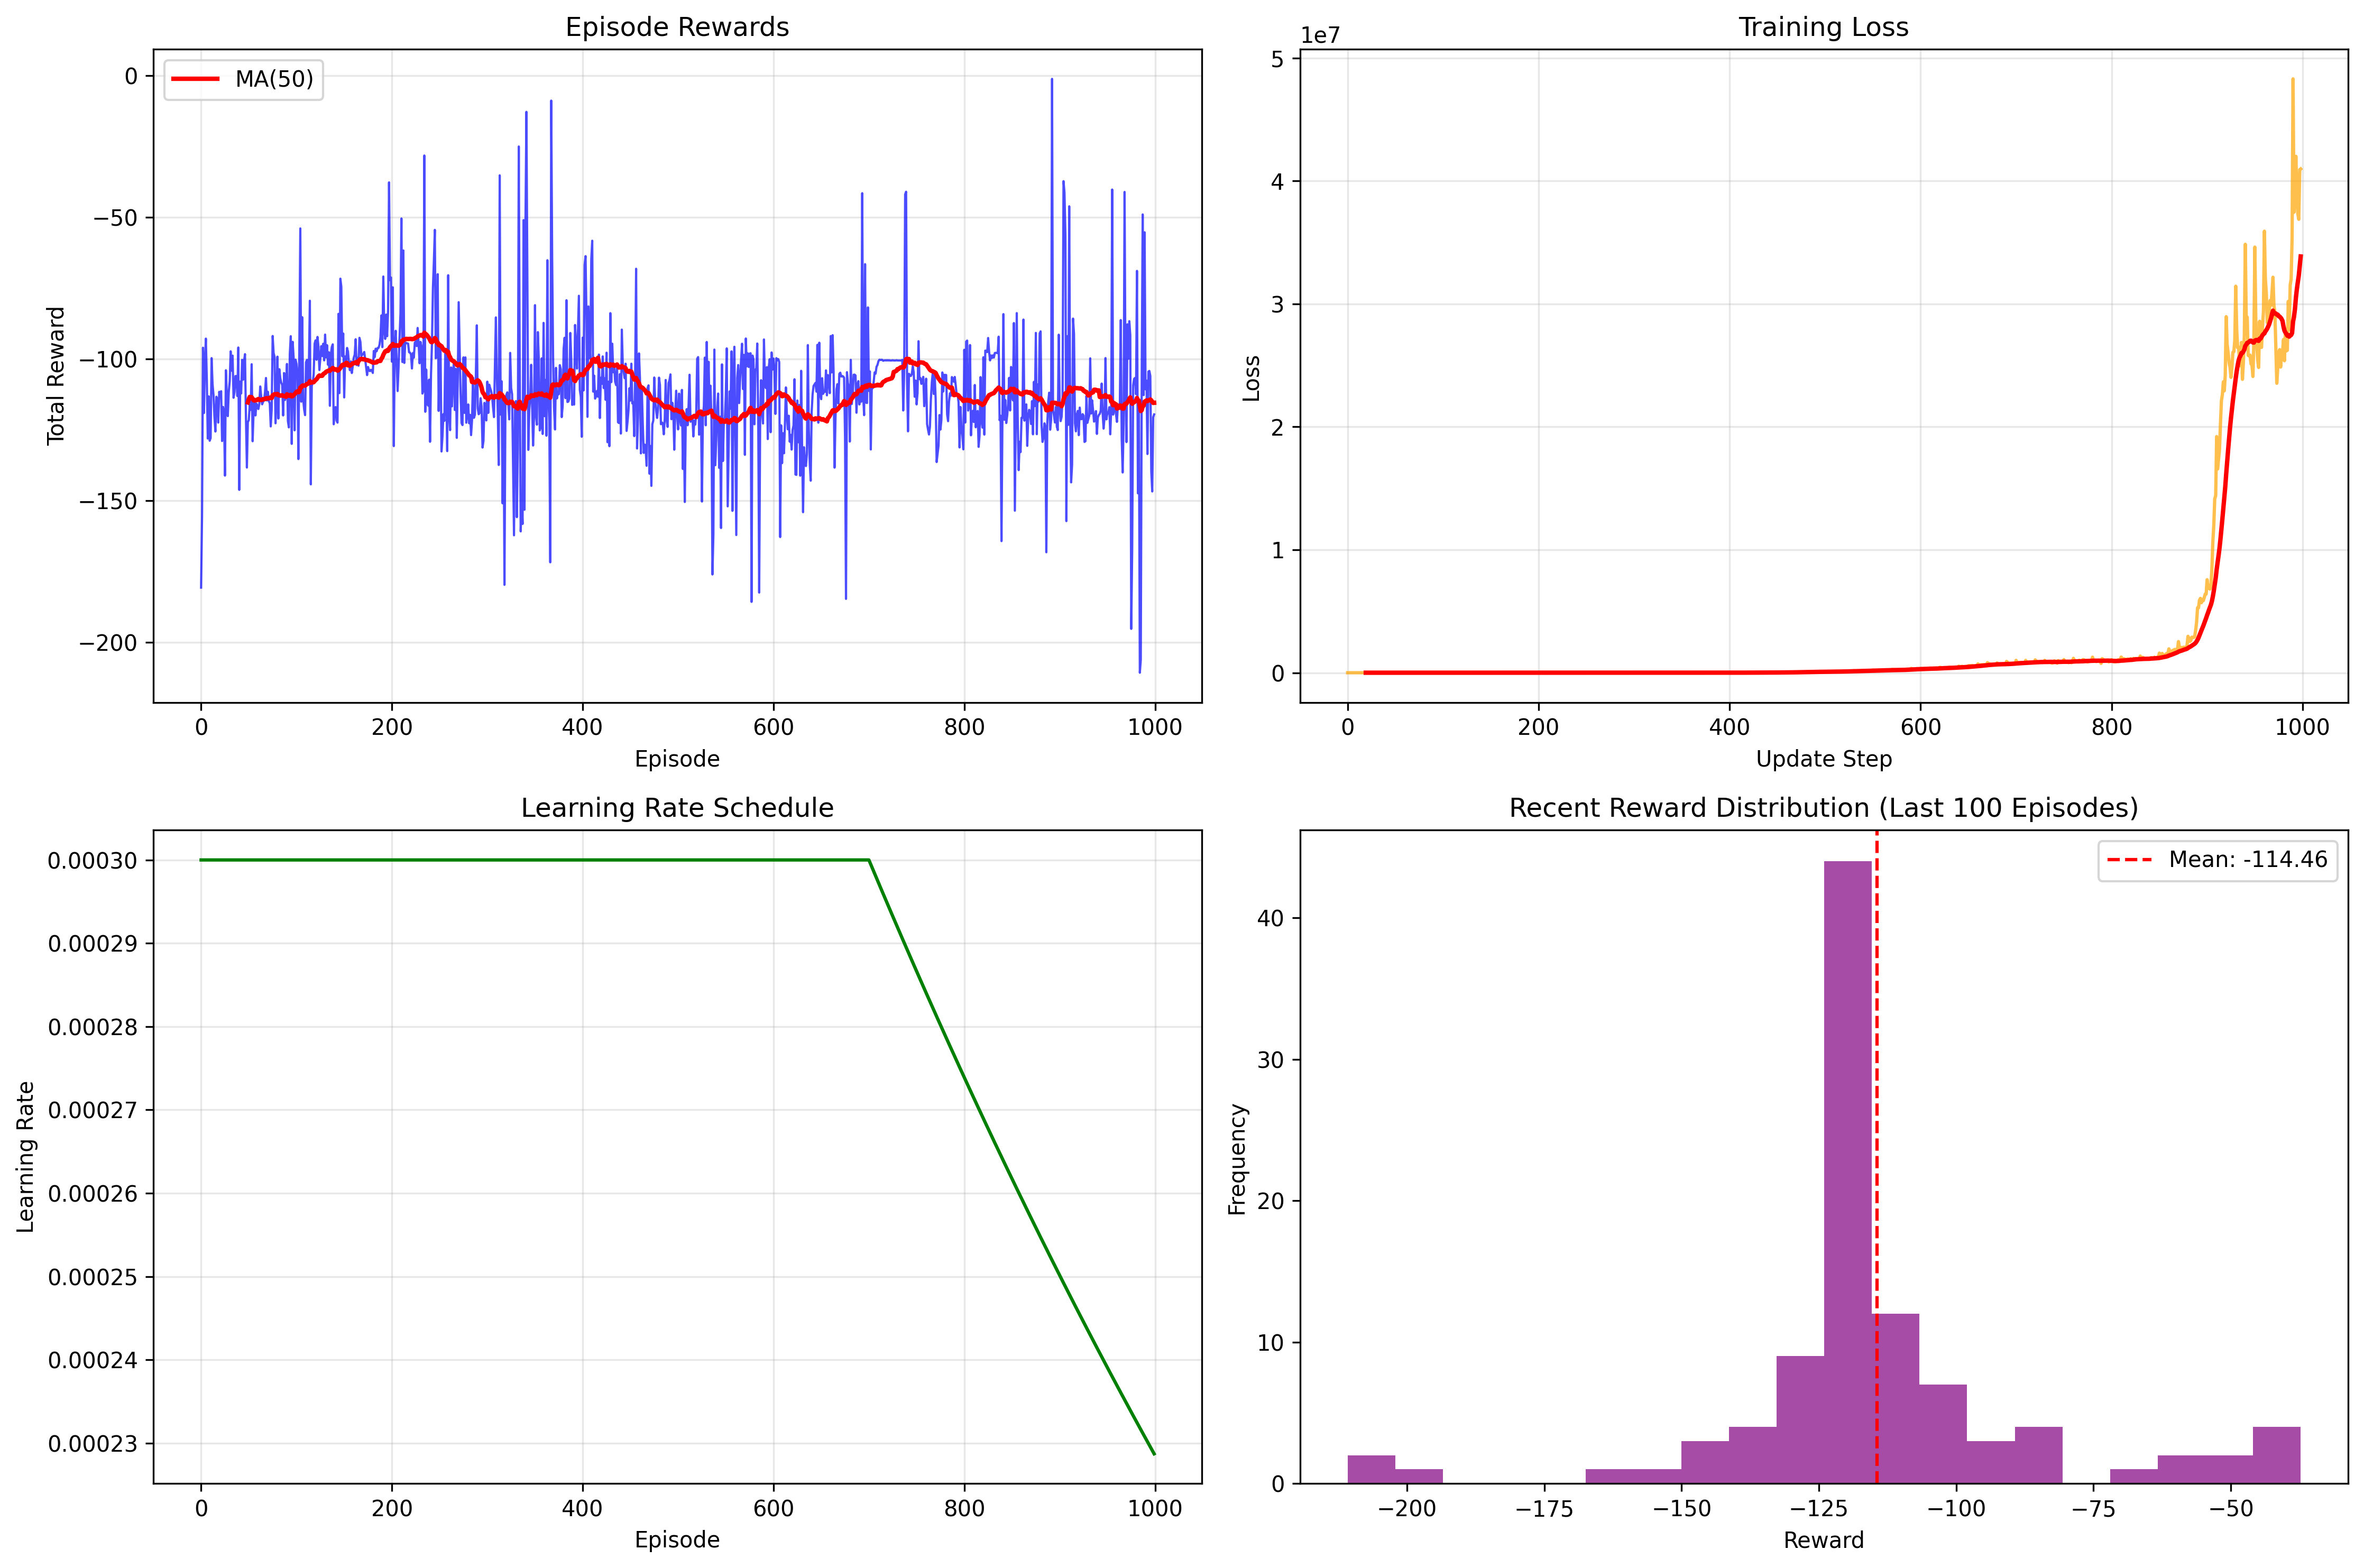 Episode Rewards
MA(50)
0
−50
−100
−150
−200
Total Reward
0 200 400 600 800 1000
Episode
Training Loss
1e7
5
4
3
2
1
0
Loss
0 200 400 600 800 1000
Update Step
Learning Rate Schedule
0.00030
0.00029
0.00028
0.00027
0.00026
0.00025
0.00024
0.00023
Learning Rate
0 200 400 600 800 1000
Episode
Recent Reward Distribution (Last 100 Episodes)
Mean: -114.46
40
30
20
10
0
Frequency
−200 −175 −150 −125 −100 −75 −50
Reward